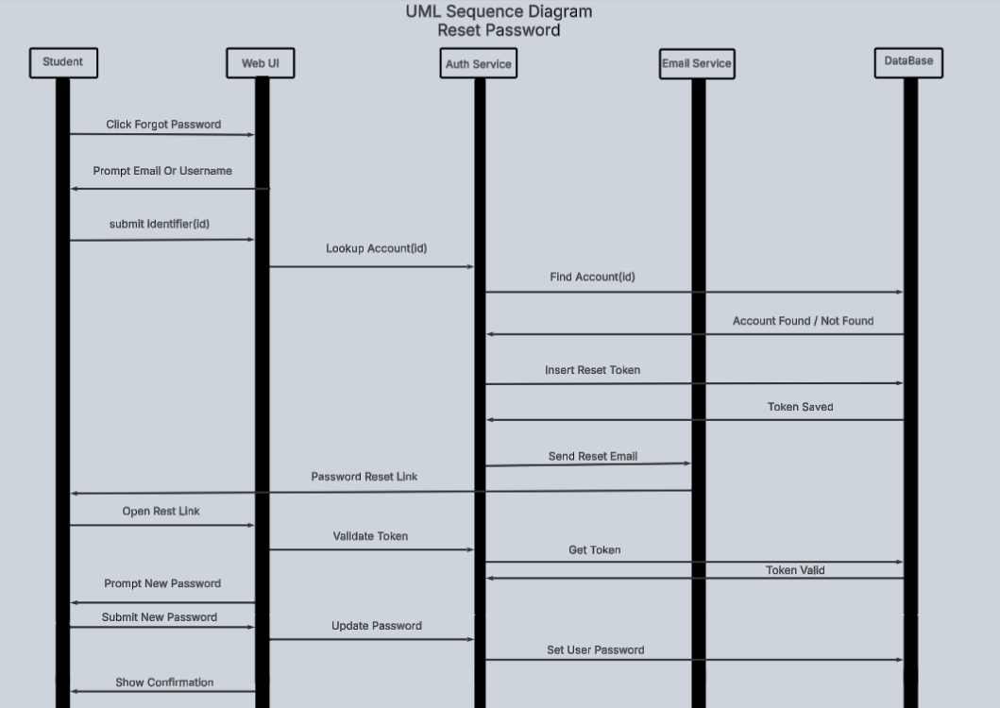 UML Sequence Diagram
Reset Password
Student
Web UI
Auth Service
Email Service
DataBase
Click Forgot Password
Prompt Email Or Username
submit Identifier(id)
Lookup Account(id)
Find Account(id)
Account Found / Not Found
Insert Reset Token
Token Saved
Send Reset Email
Password Reset Link
Open Rest Link
Validate Token
Get Token
Token Valid
Prompt New Password
Submit New Password
Update Password
Set User Password
Show Confirmation